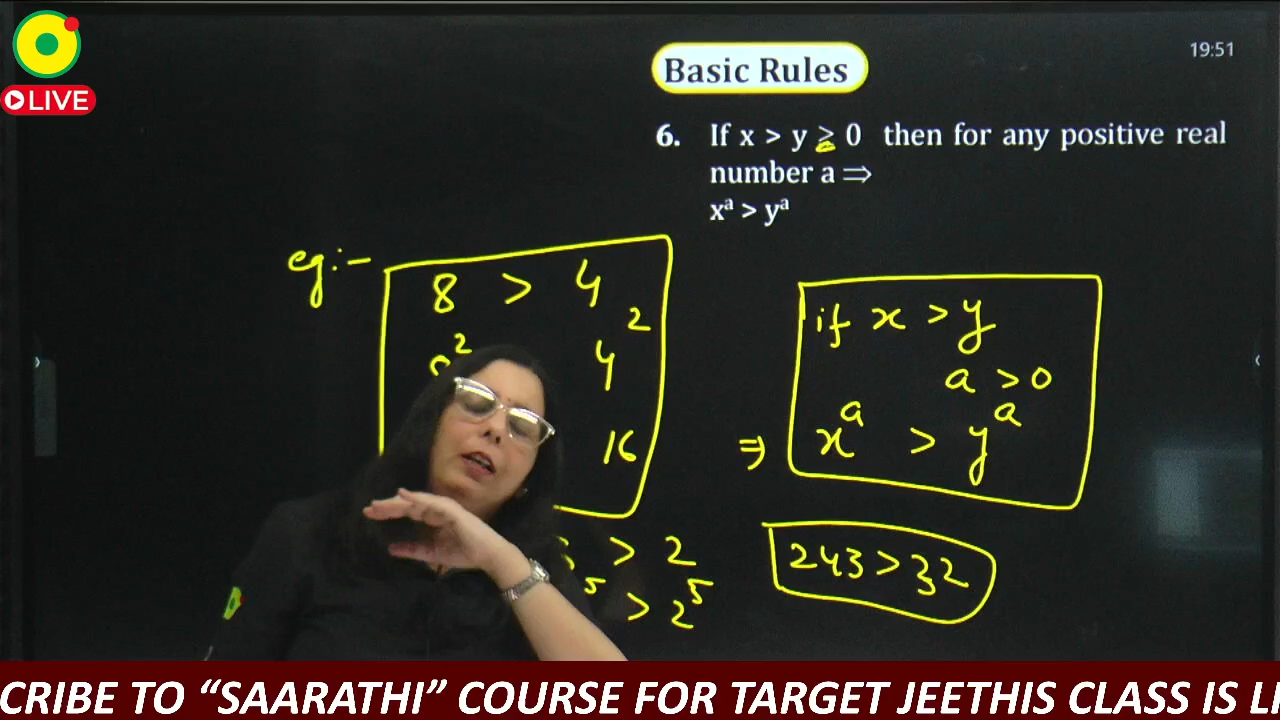 LIVE
19:51
Basic Rules
6. If x > y ≥ 0 then for any positive real
number a ⇒
xᵃ > yᵃ
eg:-
8 > 4
² 4²
16
if x > y
a > 0
⇒ xᵃ > yᵃ
> 2
⁵ > 2⁵
243 > 32
CRIBE TO “SAARATHI” COURSE FOR TARGET JEETHIS CLASS IS